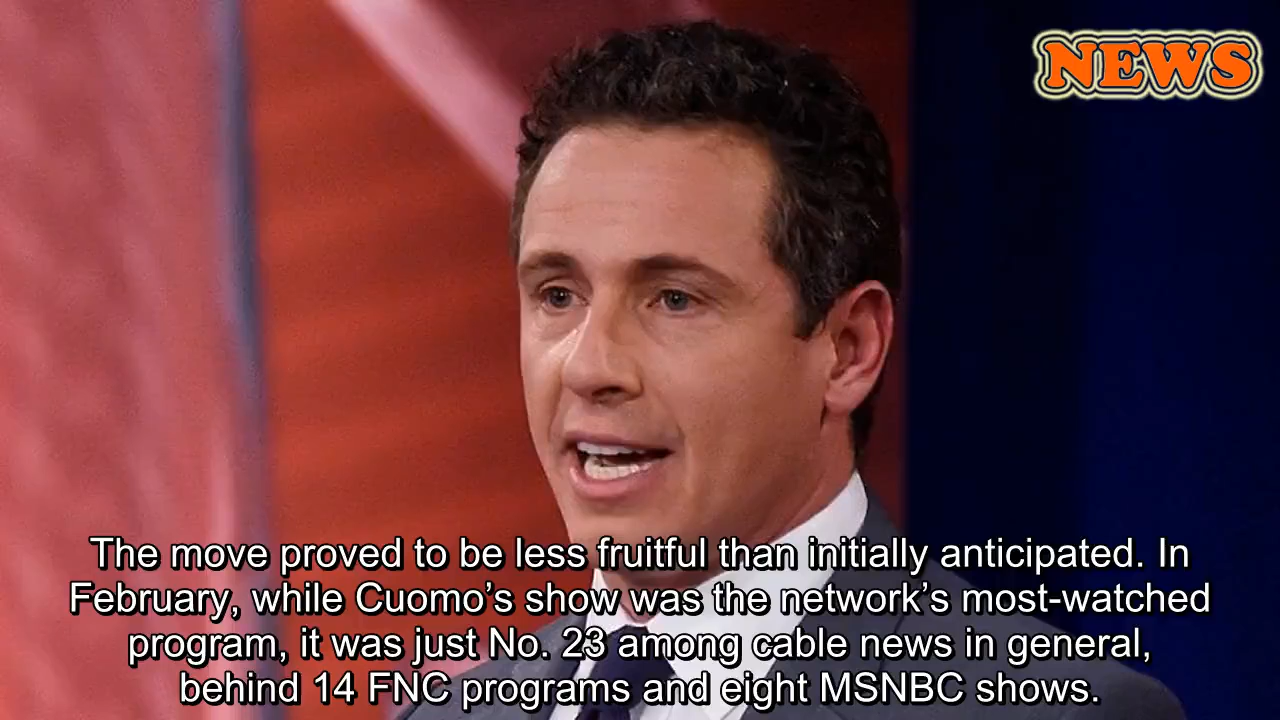 NEWS
The move proved to be less fruitful than initially anticipated. In
February, while Cuomo’s show was the network’s most-watched
program, it was just No. 23 among cable news in general,
behind 14 FNC programs and eight MSNBC shows.